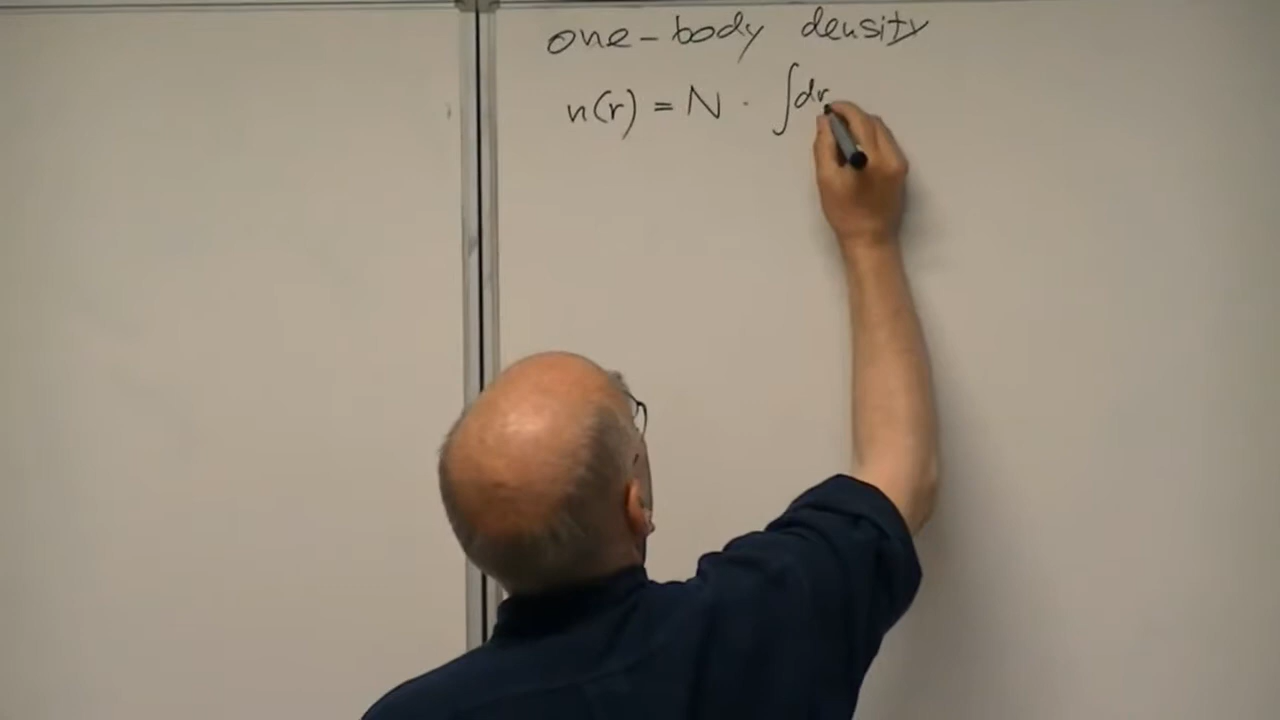 one-body density
n(r) = N · ∫dr